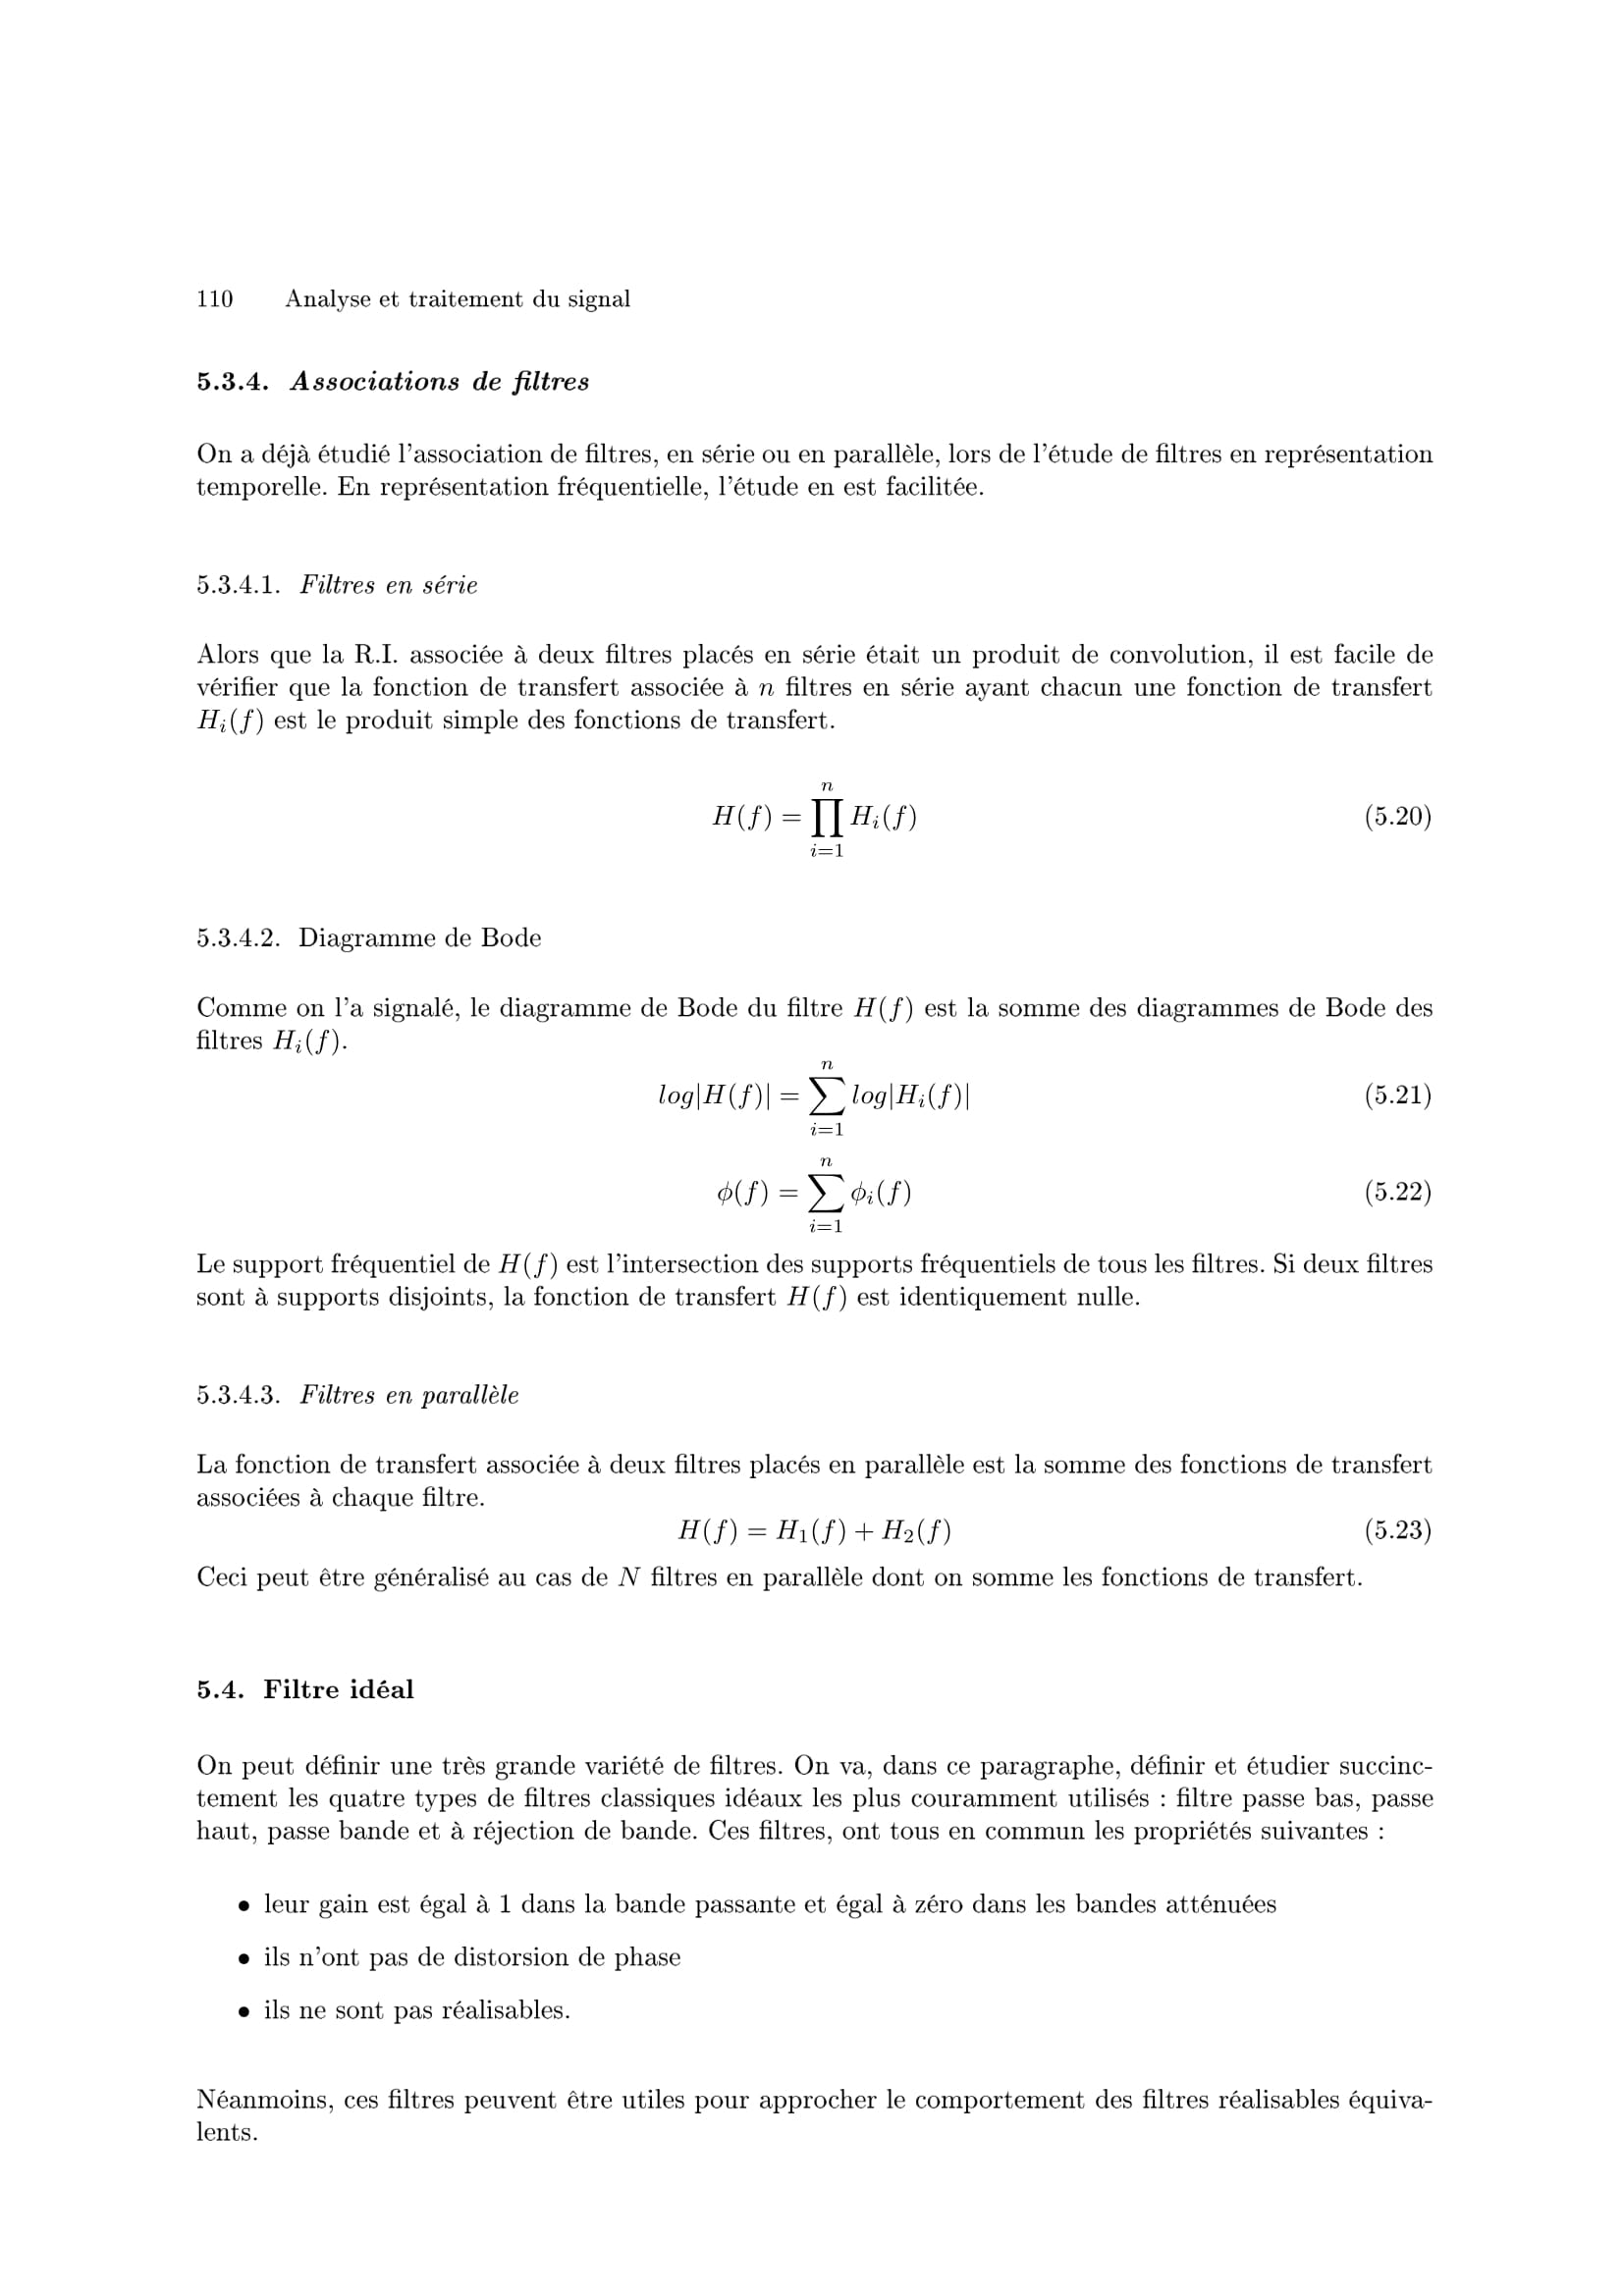 110 Analyse et traitement du signal
5.3.4. Associations de filtres
On a déjà étudié l'association de filtres, en série ou en parallèle, lors de l'étude de filtres en représentation
temporelle. En représentation fréquentielle, l'étude en est facilitée.
5.3.4.1. Filtres en série
Alors que la R.I. associée à deux filtres placés en série était un produit de convolution, il est facile de
vérifier que la fonction de transfert associée à n filtres en série ayant chacun une fonction de transfert
H_i(f) est le produit simple des fonctions de transfert.
H(f) = ∏_{i=1}^{n} H_i(f) (5.20)
5.3.4.2. Diagramme de Bode
Comme on l'a signalé, le diagramme de Bode du filtre H(f) est la somme des diagrammes de Bode des
filtres H_i(f).
log|H(f)| = ∑_{i=1}^{n} log|H_i(f)| (5.21)
ϕ(f) = ∑_{i=1}^{n} ϕ_i(f) (5.22)
Le support fréquentiel de H(f) est l'intersection des supports fréquentiels de tous les filtres. Si deux filtres
sont à supports disjoints, la fonction de transfert H(f) est identiquement nulle.
5.3.4.3. Filtres en parallèle
La fonction de transfert associée à deux filtres placés en parallèle est la somme des fonctions de transfert
associées à chaque filtre.
H(f) = H_1(f) + H_2(f) (5.23)
Ceci peut être généralisé au cas de N filtres en parallèle dont on somme les fonctions de transfert.
5.4. Filtre idéal
On peut définir une très grande variété de filtres. On va, dans ce paragraphe, définir et étudier succinc-
tement les quatre types de filtres classiques idéaux les plus couramment utilisés : filtre passe bas, passe
haut, passe bande et à réjection de bande. Ces filtres, ont tous en commun les propriétés suivantes :
• leur gain est égal à 1 dans la bande passante et égal à zéro dans les bandes atténuées
• ils n'ont pas de distorsion de phase
• ils ne sont pas réalisables.
Néanmoins, ces filtres peuvent être utiles pour approcher le comportement des filtres réalisables équiva-
lents.